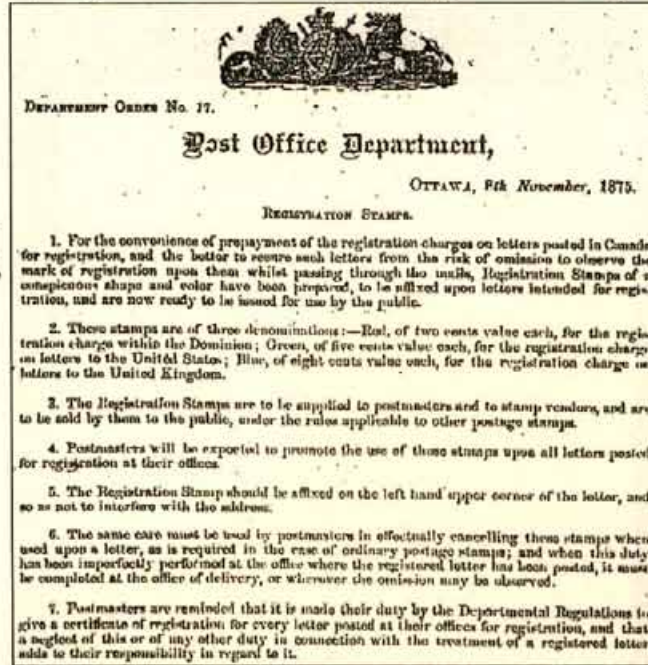 DEPARTMENT ORDER No. 17.
Post Office Department,
OTTAWA, 8th November, 1875.
REGISTRATION STAMPS.
1. For the convenience of prepayment of the registration charges on letters posted in Canada
for registration, and the better to secure such letters from the risk of omission to observe the
mark of registration upon them whilst passing through the mails, Registration Stamps of a
conspicuous shape and color have been prepared, to be affixed upon letters intended for regis-
tration, and are now ready to be issued for use by the public.
2. These stamps are of three denominations:—Red, of two cents value each, for the regis-
tration charge within the Dominion; Green, of five cents value each, for the registration charge
on letters to the United States; Blue, of eight cents value each, for the registration charge on
letters to the United Kingdom.
3. The Registration Stamps are to be supplied to postmasters and to stamp vendors, and are
to be sold by them to the public, under the rules applicable to other postage stamps.
4. Postmasters will be expected to promote the use of these stamps upon all letters posted
for registration at their offices.
5. The Registration Stamp should be affixed on the left hand upper corner of the letter, and
so as not to interfere with the address.
6. The same care must be used by postmasters in effectually cancelling these stamps when
used upon a letter, as is required in the case of ordinary postage stamps; and when this duty
has been imperfectly performed at the office where the registered letter has been posted, it must
be completed at the office of delivery, or wherever the omission may be observed.
7. Postmasters are reminded that it is made their duty by the Departmental Regulations to
give a certificate of registration for every letter posted at their offices for registration, and that
a neglect of this or of any other duty in connection with the treatment of a registered letter
adds to their responsibility in regard to it.